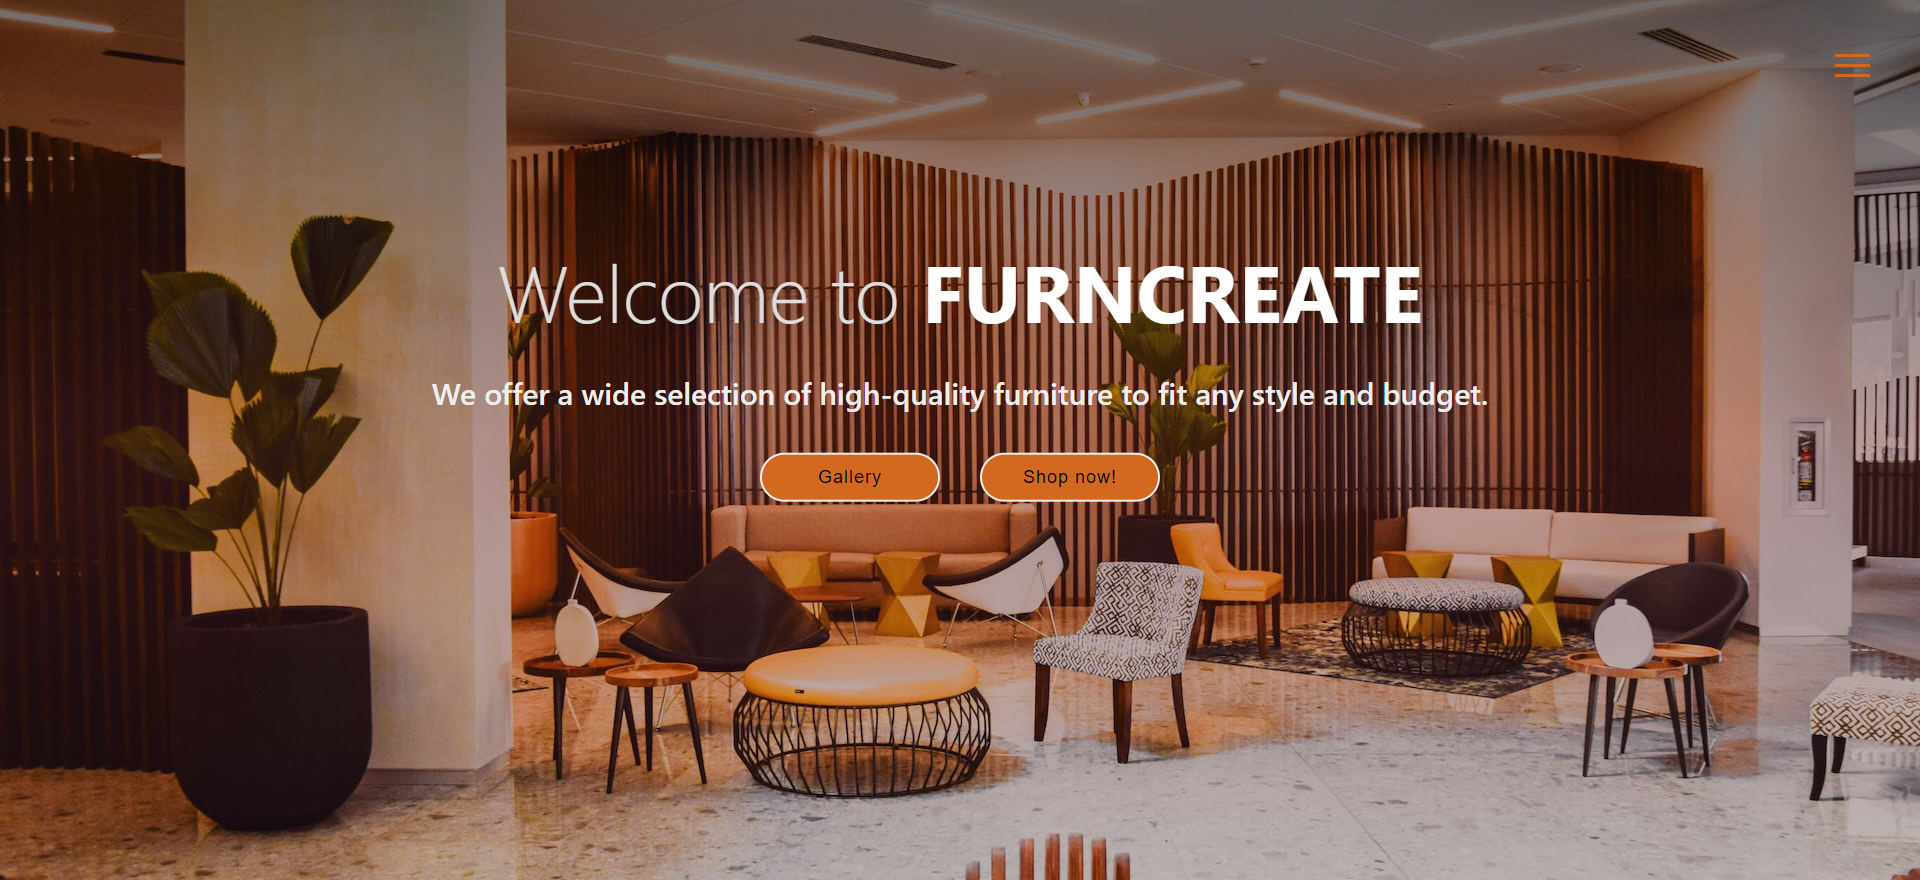 Welcome to FURNCREATE
We offer a wide selection of high-quality furniture to fit any style and budget.
Gallery
Shop now!